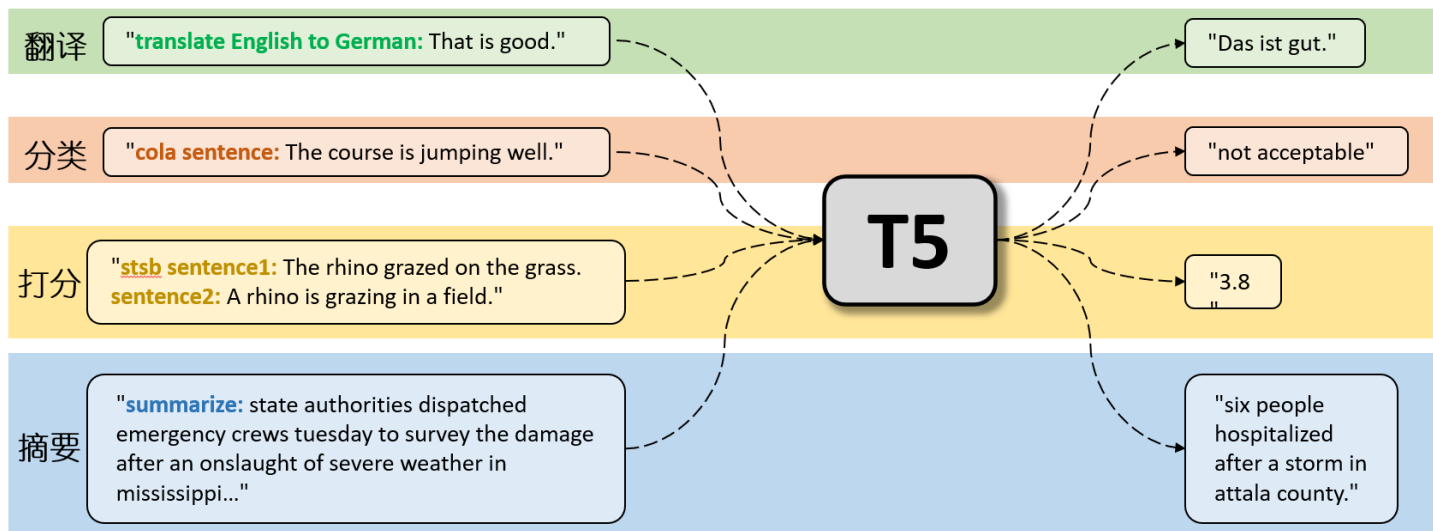 翻译
"translate English to German: That is good."
"Das ist gut."
分类
"cola sentence: The course is jumping well."
"not acceptable"
T5
打分
"stsb sentence1: The rhino grazed on the grass.
sentence2: A rhino is grazing in a field."
"3.8
"
摘要
"summarize: state authorities dispatched
emergency crews tuesday to survey the damage
after an onslaught of severe weather in
mississippi..."
"six people
hospitalized
after a storm in
attala county."